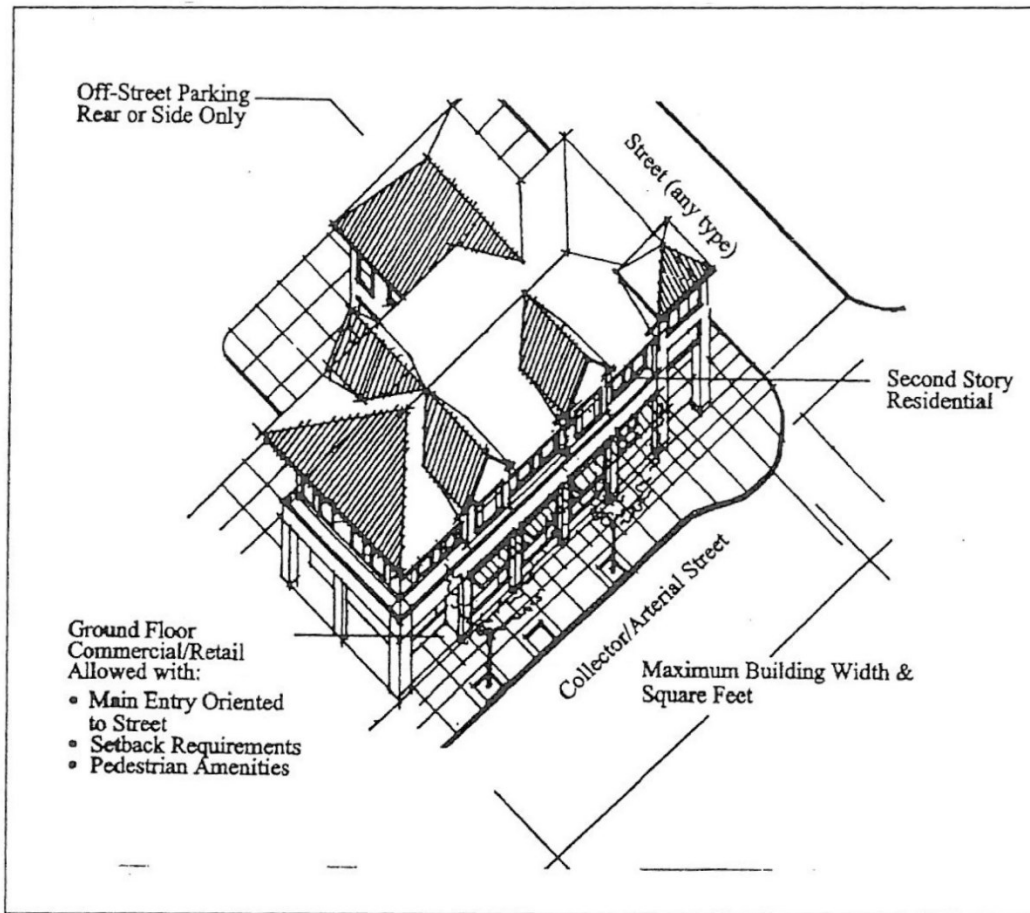 Off-Street Parking
Rear or Side Only
Street (any type)
Second Story
Residential
Collector/Arterial Street
Maximum Building Width &
Square Feet
Ground Floor
Commercial/Retail
Allowed with:
• Main Entry Oriented
to Street
• Setback Requirements
• Pedestrian Amenities